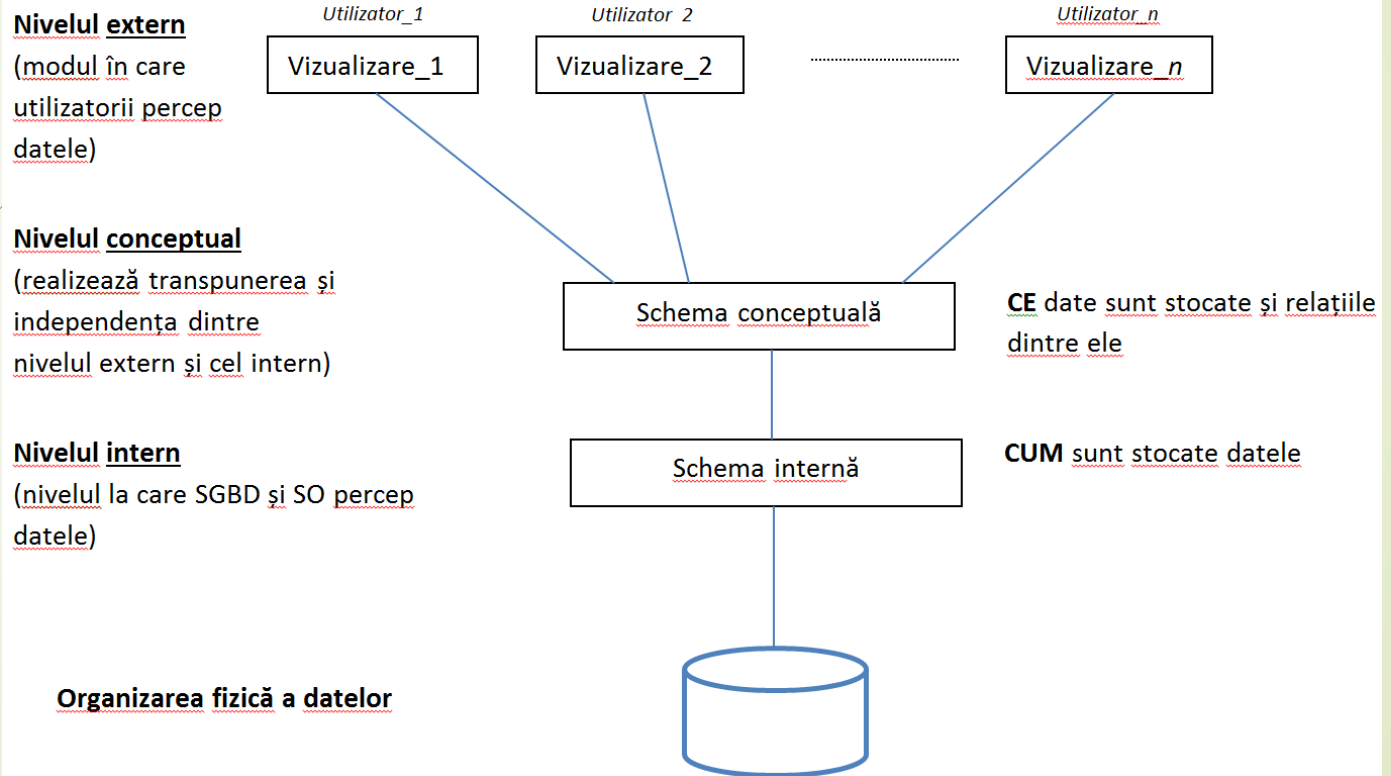 Utilizator_1
Utilizator 2
Utilizator_n
Nivelul extern
(modul în care
utilizatorii percep
datele)
Vizualizare_1
Vizualizare_2
Vizualizare_n
Nivelul conceptual
(realizează transpunerea și
independența dintre
nivelul extern și cel intern)
Schema conceptuală
CE date sunt stocate și relațiile
dintre ele
Nivelul intern
(nivelul la care SGBD și SO percep
datele)
Schema internă
CUM sunt stocate datele
Organizarea fizică a datelor